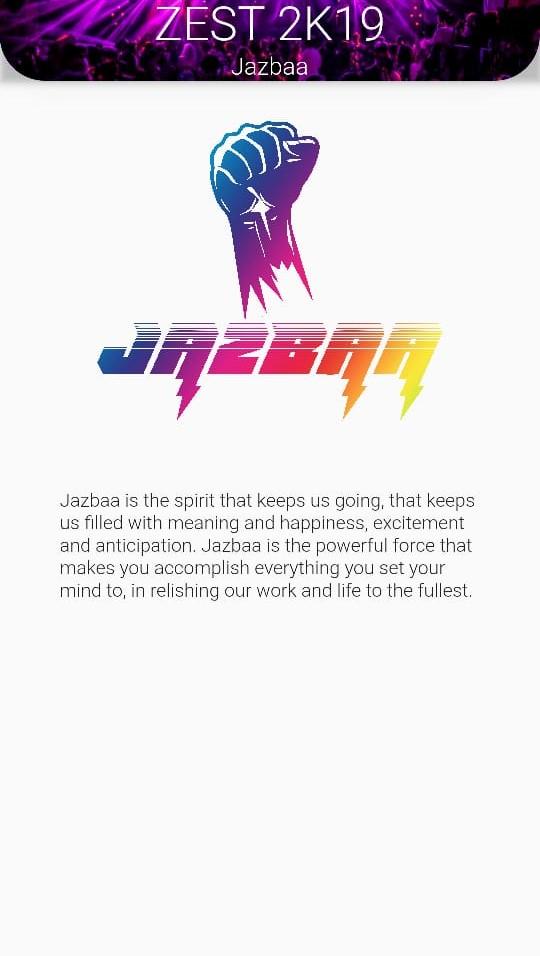 ZEST 2K19
Jazbaa
JAZBAA
Jazbaa is the spirit that keeps us going, that keeps
us filled with meaning and happiness, excitement
and anticipation. Jazbaa is the powerful force that
makes you accomplish everything you set your
mind to, in relishing our work and life to the fullest.